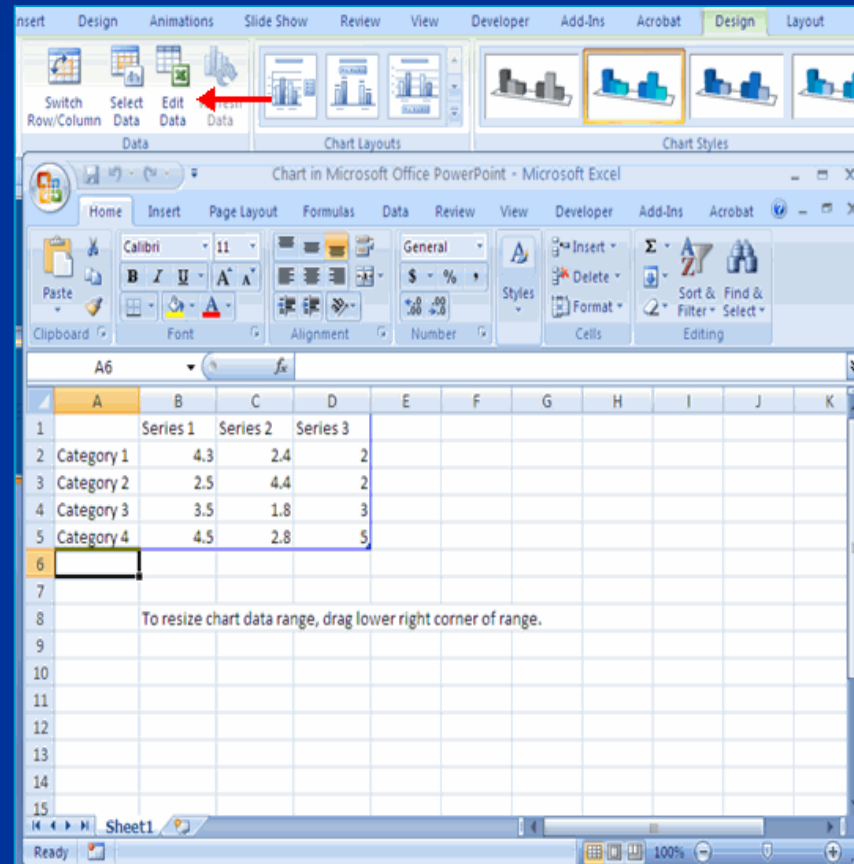 Design Animations Slide Show Review View Developer Add-Ins Acrobat Design Layout
Switch Row/Column
Select Data
Edit Data
Data
Data
Chart Layouts
Chart Styles
Chart in Microsoft Office PowerPoint - Microsoft Excel
Home Insert Page Layout Formulas Data Review View Developer Add-Ins Acrobat
Paste
Calibri 11
B I U A A
A
General
$ % ,
.00 .00
Styles
Insert
Delete
Format
Σ
Sort & Filter
Find & Select
Clipboard Font Alignment Number Cells Editing
A6 fx
A B C D E F G H I J K
1 Series 1 Series 2 Series 3
2 Category 1 4.3 2.4 2
3 Category 2 2.5 4.4 2
4 Category 3 3.5 1.8 3
5 Category 4 4.5 2.8 5
6
7
8 To resize chart data range, drag lower right corner of range.
9
10
11
12
13
14
15
Sheet1
Ready 100%